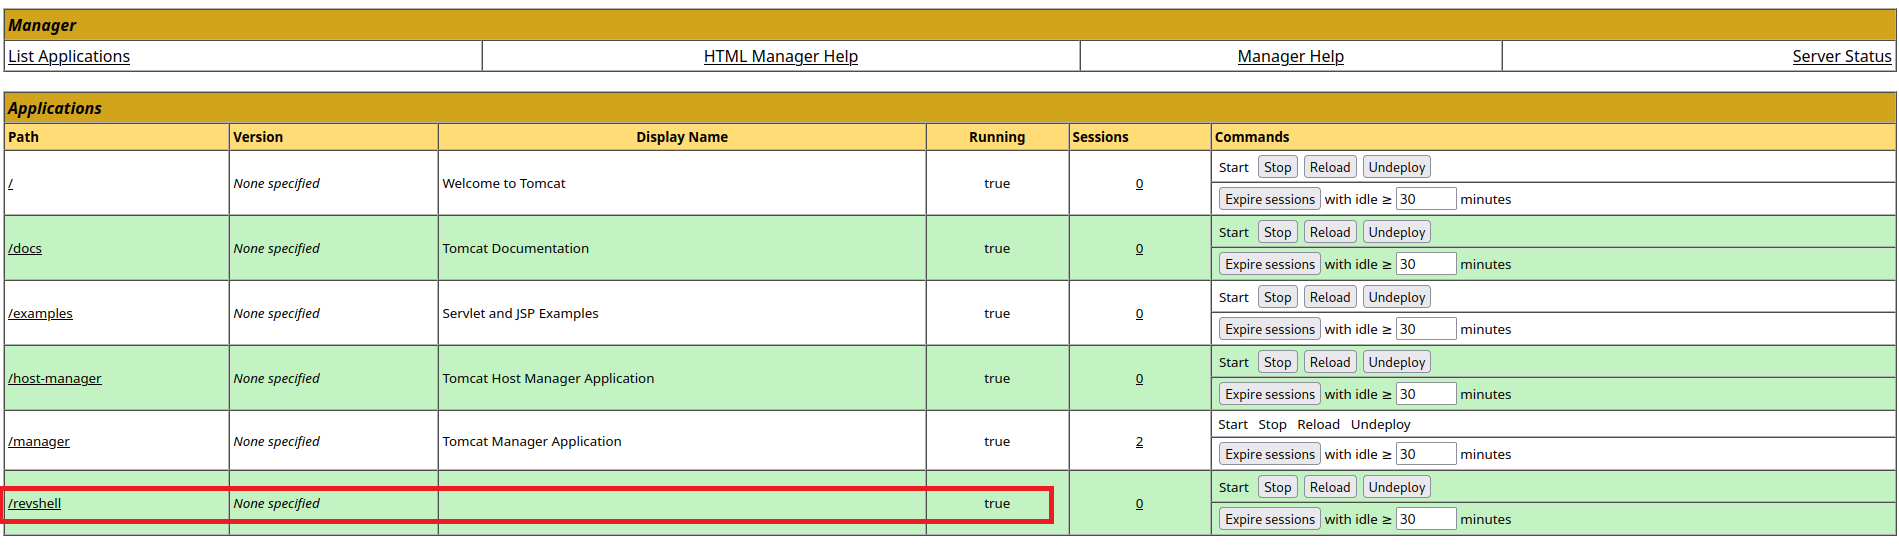 Manager
List Applications HTML Manager Help Manager Help Server Status
Applications
Path Version Display Name Running Sessions Commands
/ None specified Welcome to Tomcat true 0 Start Stop Reload Undeploy
Expire sessions with idle ≥ 30 minutes
/docs None specified Tomcat Documentation true 0 Start Stop Reload Undeploy
Expire sessions with idle ≥ 30 minutes
/examples None specified Servlet and JSP Examples true 0 Start Stop Reload Undeploy
Expire sessions with idle ≥ 30 minutes
/host-manager None specified Tomcat Host Manager Application true 0 Start Stop Reload Undeploy
Expire sessions with idle ≥ 30 minutes
/manager None specified Tomcat Manager Application true 2 Start Stop Reload Undeploy
Expire sessions with idle ≥ 30 minutes
/revshell None specified true 0 Start Stop Reload Undeploy
Expire sessions with idle ≥ 30 minutes